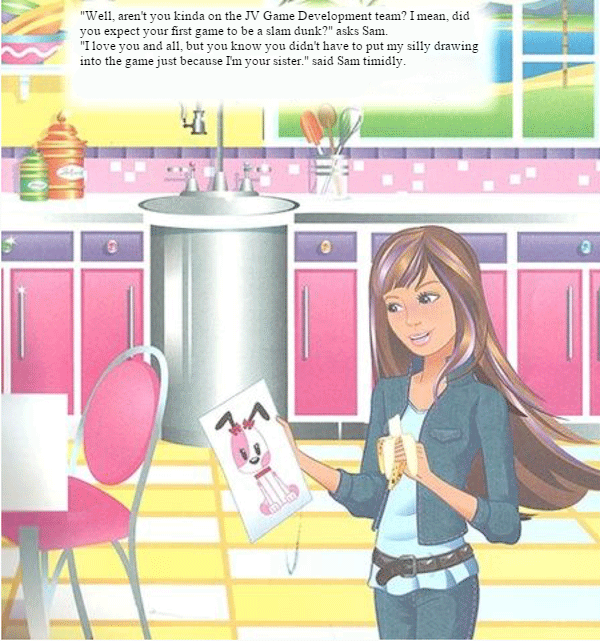 "Well, aren't you kinda on the JV Game Development team? I mean, did
you expect your first game to be a slam dunk?" asks Sam.
"I love you and all, but you know you didn't have to put my silly drawing
into the game just because I'm your sister." said Sam timidly.